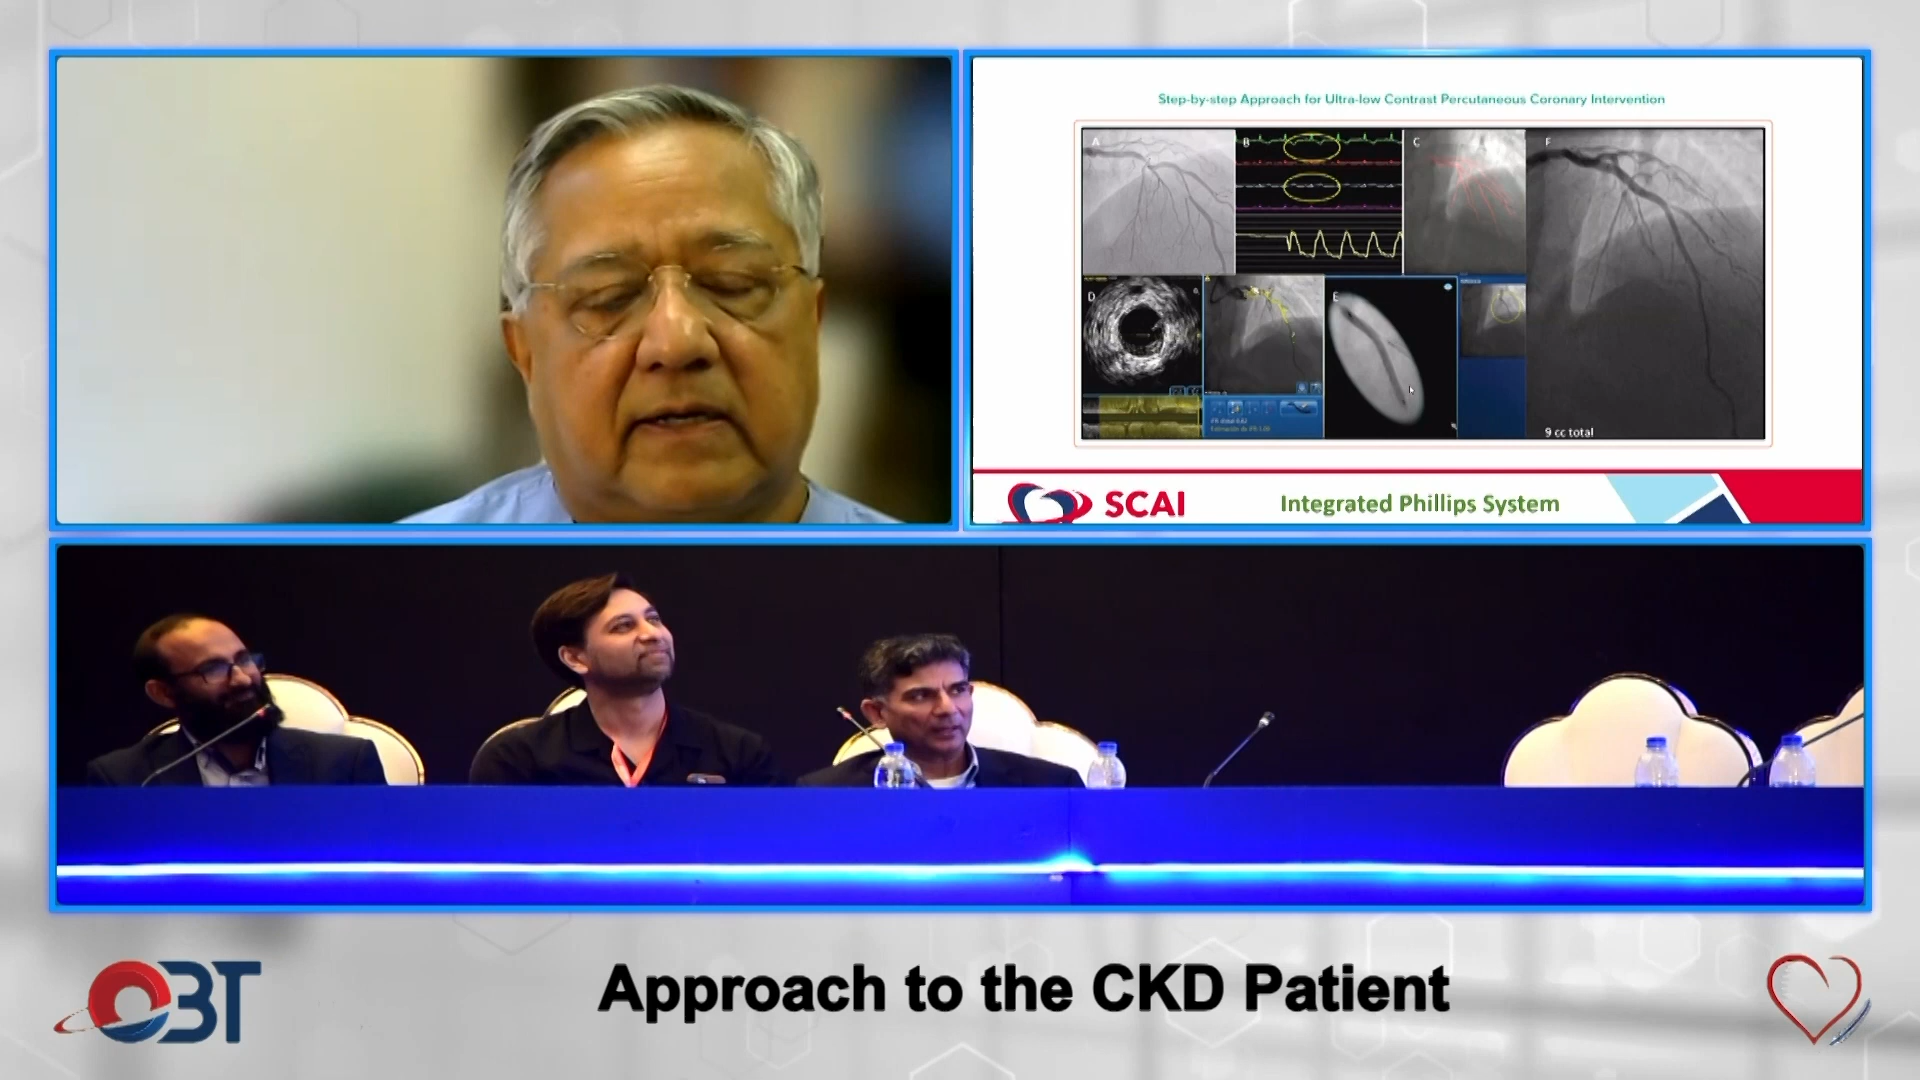 Step-by-step Approach for Ultra-low Contrast Percutaneous Coronary Intervention
A
B
C
F
D
E
9 cc total
SCAI
Integrated Phillips System
OBT
Approach to the CKD Patient